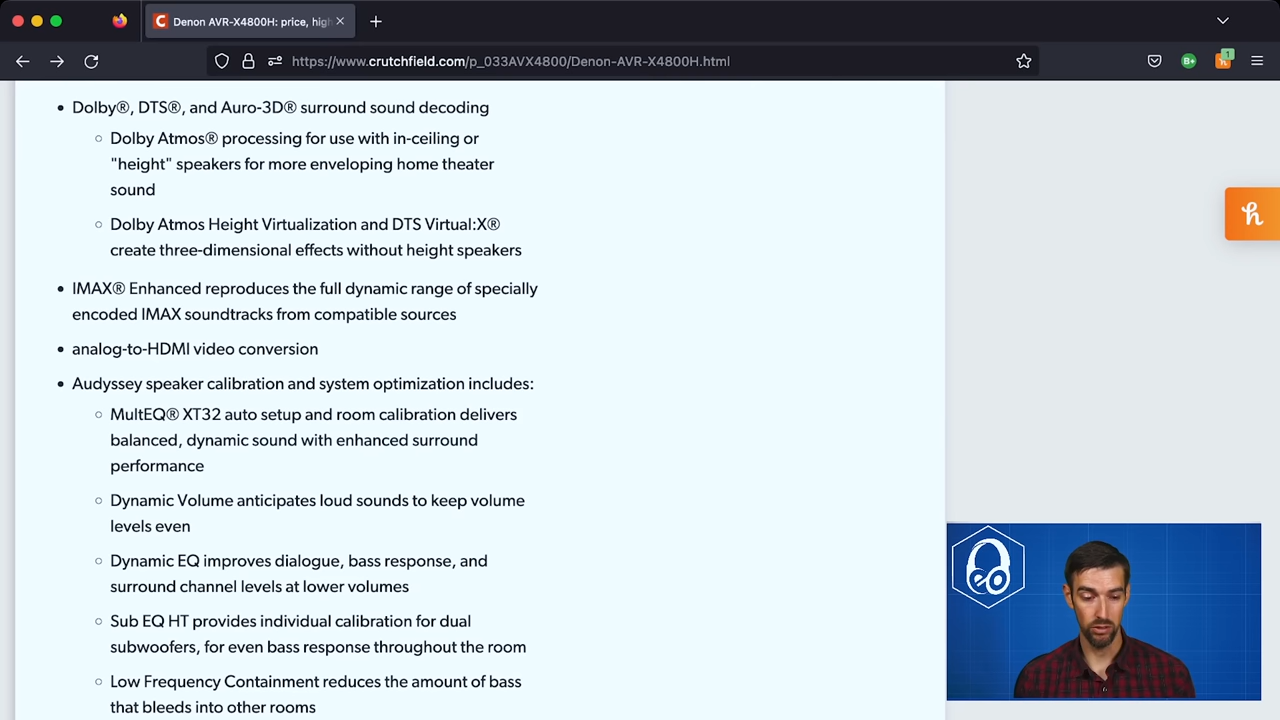 Denon AVR-X4800H: price, high
https://www.crutchfield.com/p_033AVX4800/Denon-AVR-X4800H.html
B+
1
Dolby®, DTS®, and Auro-3D® surround sound decoding
Dolby Atmos® processing for use with in-ceiling or
"height" speakers for more enveloping home theater
sound
Dolby Atmos Height Virtualization and DTS Virtual:X®
create three-dimensional effects without height speakers
IMAX® Enhanced reproduces the full dynamic range of specially
encoded IMAX soundtracks from compatible sources
analog-to-HDMI video conversion
Audyssey speaker calibration and system optimization includes:
MultEQ® XT32 auto setup and room calibration delivers
balanced, dynamic sound with enhanced surround
performance
Dynamic Volume anticipates loud sounds to keep volume
levels even
Dynamic EQ improves dialogue, bass response, and
surround channel levels at lower volumes
Sub EQ HT provides individual calibration for dual
subwoofers, for even bass response throughout the room
Low Frequency Containment reduces the amount of bass
that bleeds into other rooms
h